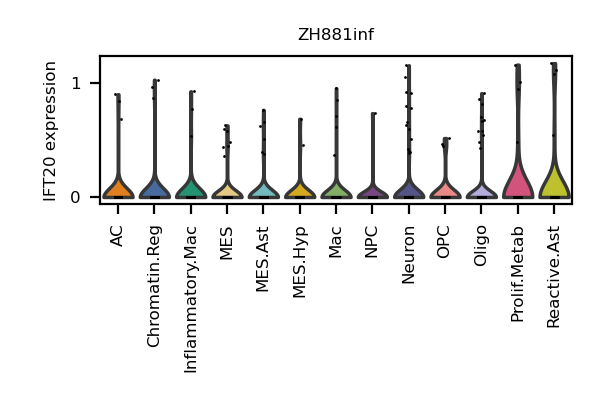 ZH881inf
IFT20 expression
1
0
AC
Chromatin.Reg
Inflammatory.Mac
MES
MES.Ast
MES.Hyp
Mac
NPC
Neuron
OPC
Oligo
Prolif.Metab
Reactive.Ast